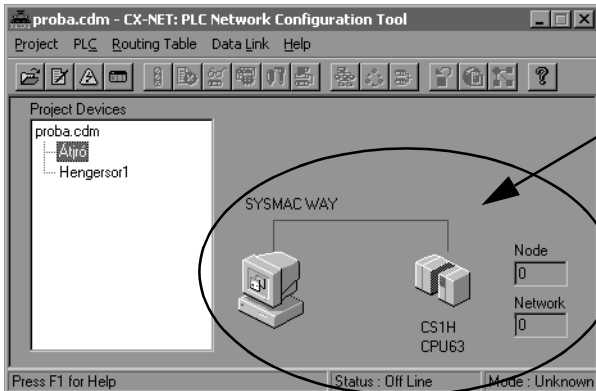 proba.cdm - CX-NET: PLC Network Configuration Tool
Project PLC Routing Table Data Link Help
Project Devices
proba.cdm
Átíró
Hengersor1
SYSMAC WAY
CS1H
CPU63
Node
0
Network
0
Press F1 for Help
Status : Off Line
Mode : Unknown